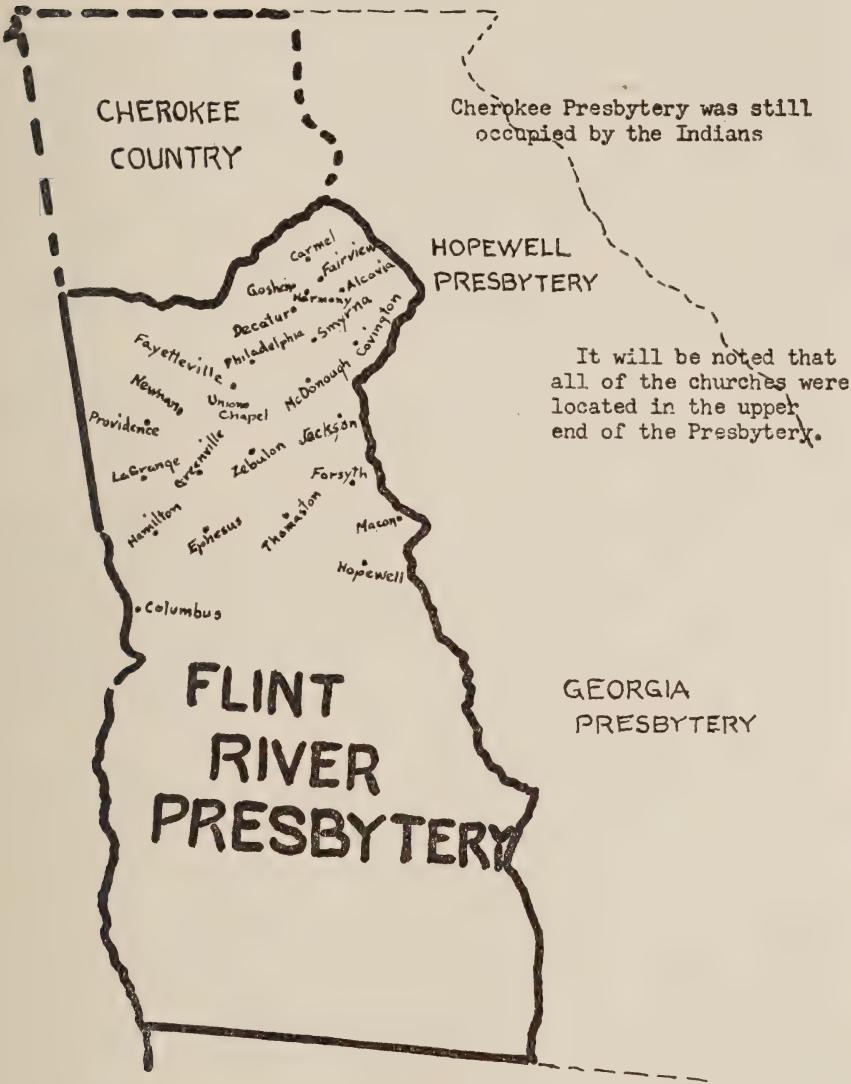 CHEROKEE
COUNTRY
Cherokee Presbytery was still
occupied by the Indians
HOPEWELL
PRESBYTERY
Carmel
Fairview
Goshen
Harmony
Alcovia
Decatur
Philadelphia
Smyrna
Covington
It will be noted that
all of the churches were
located in the upper
end of the Presbytery.
Fayetteville
Newnan
Union
Chapel
McDonough
Providence
Greenville
Zebulon
Jackson
LaGrange
Forsyth
Hamilton
Ephesus
Thomaston
Macon
Hopewell
Columbus
FLINT
RIVER
PRESBYTERY
GEORGIA
PRESBYTERY